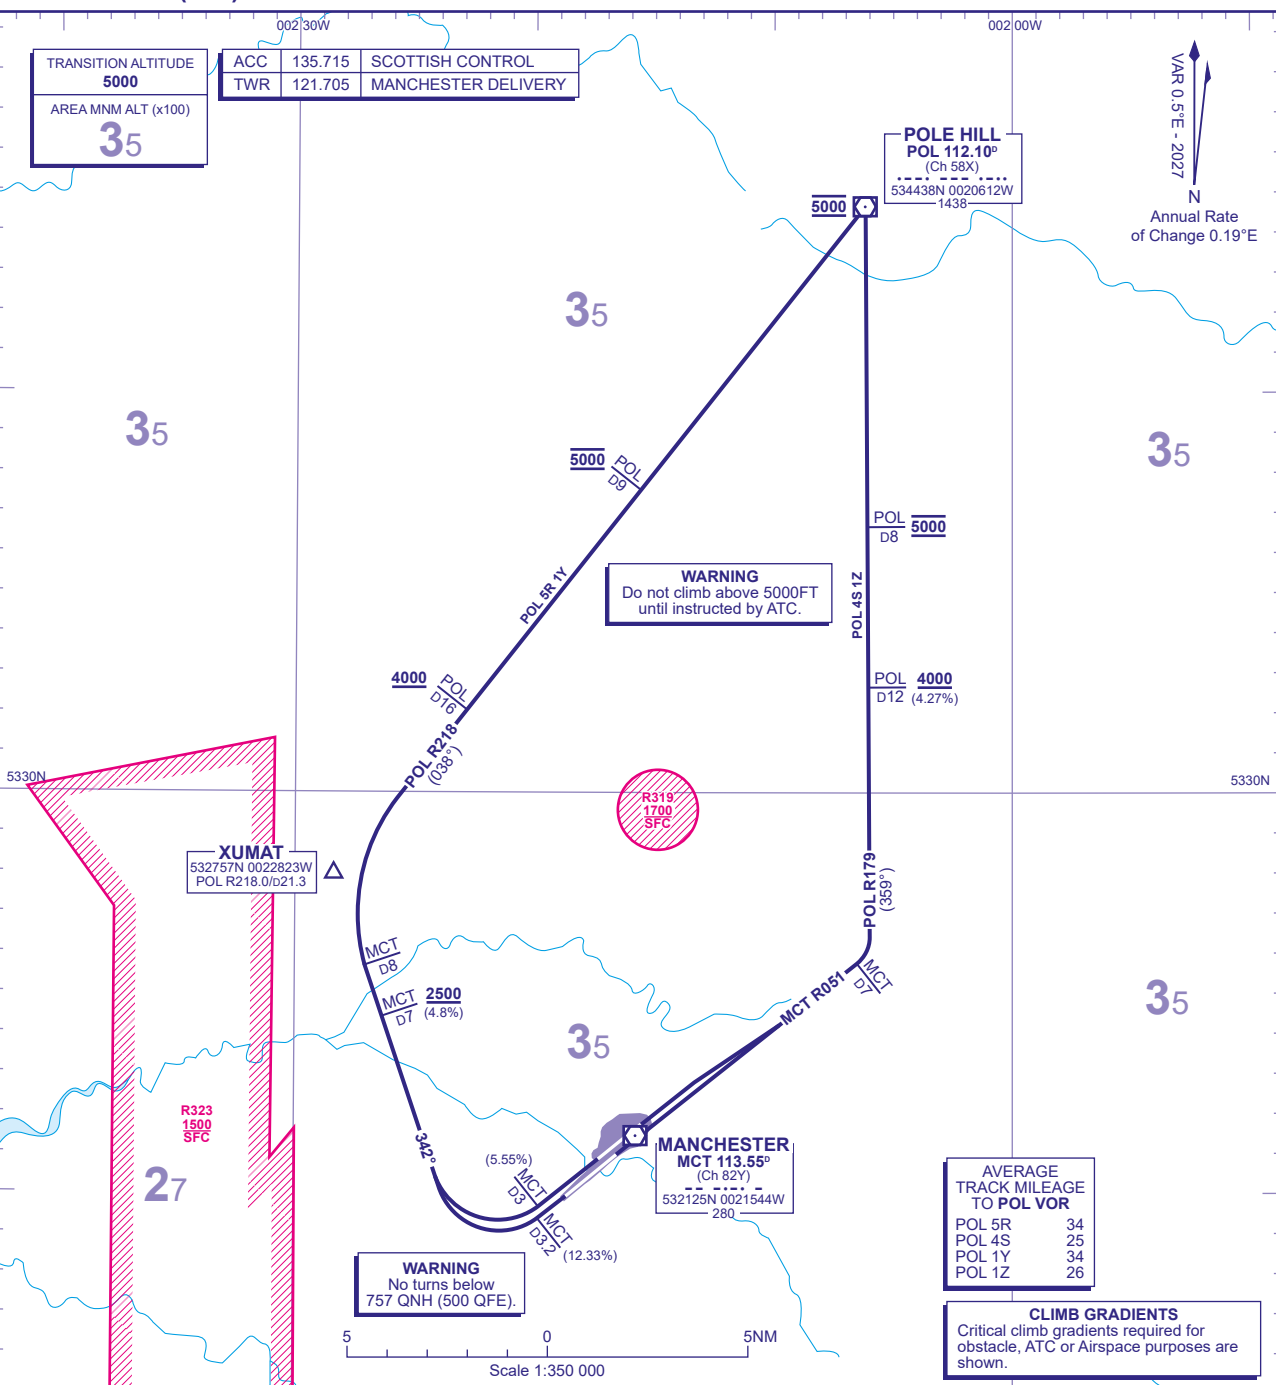 002 30W
002 00W
TRANSITION ALTITUDE
5000
AREA MNM ALT (x100)
35
ACC 135.715 SCOTTISH CONTROL
TWR 121.705 MANCHESTER DELIVERY
VAR 0.5°E - 2027
N
Annual Rate
of Change 0.19°E
POLE HILL
POL 112.10ᴰ
(Ch 58X)
534438N 0020612W
1438
5000
35
35
35
5000
POL
D9
POL
D8
5000
WARNING
Do not climb above 5000FT
until instructed by ATC.
POL 5R 1Y
POL 4S 1Z
4000
POL
D16
POL
D12
4000
(4.27%)
POL R218
(038°)
5330N
5330N
R319
1700
SFC
XUMAT
532757N 0022823W
POL R218.0/D21.3
POL R179
(359°)
MCT
D8
MCT
D7
2500
(4.8%)
MCT
D7
MCT R051
35
35
R323
1500
SFC
27
342°
(5.55%)
MCT
D3
MCT
D3.2
(12.33%)
MANCHESTER
MCT 113.55ᴰ
(Ch 82Y)
532125N 0021544W
280
AVERAGE
TRACK MILEAGE
TO POL VOR
POL 5R 34
POL 4S 25
POL 1Y 34
POL 1Z 26
WARNING
No turns below
757 QNH (500 QFE).
5 0 5NM
Scale 1:350 000
CLIMB GRADIENTS
Critical climb gradients required for
obstacle, ATC or Airspace purposes are
shown.